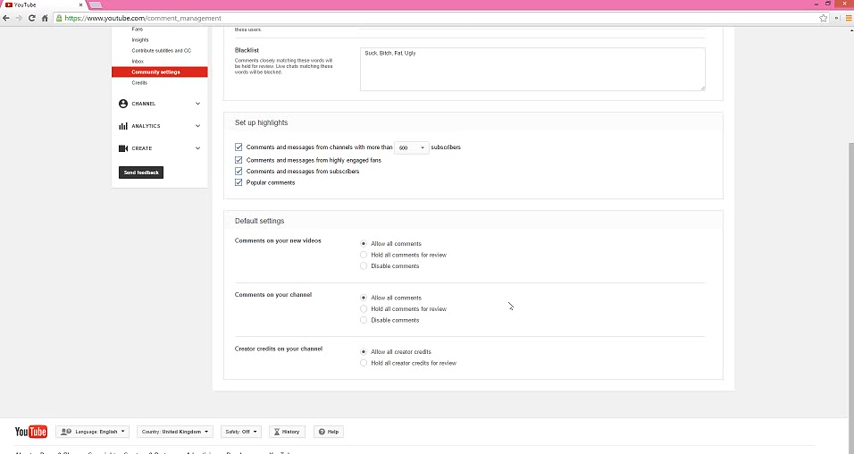 YouTube
https://www.youtube.com/comment_management
Fans
Insights
Contribute subtitles and CC
Inbox
Community settings
Credits
CHANNEL
ANALYTICS
CREATE
Send feedback
these users.
Blacklist
Comments closely matching these words will
be held for review. Live chats matching these
words will be blocked.
Suck, Bitch, Fat, Ugly
Set up highlights
Comments and messages from channels with more than 500 subscribers
Comments and messages from highly engaged fans
Comments and messages from subscribers
Popular comments
Default settings
Comments on your new videos
Allow all comments
Hold all comments for review
Disable comments
Comments on your channel
Allow all comments
Hold all comments for review
Disable comments
Creator credits on your channel
Allow all creator credits
Hold all creator credits for review
YouTube
Language: English
Country: United Kingdom
Safety: Off
History
Help